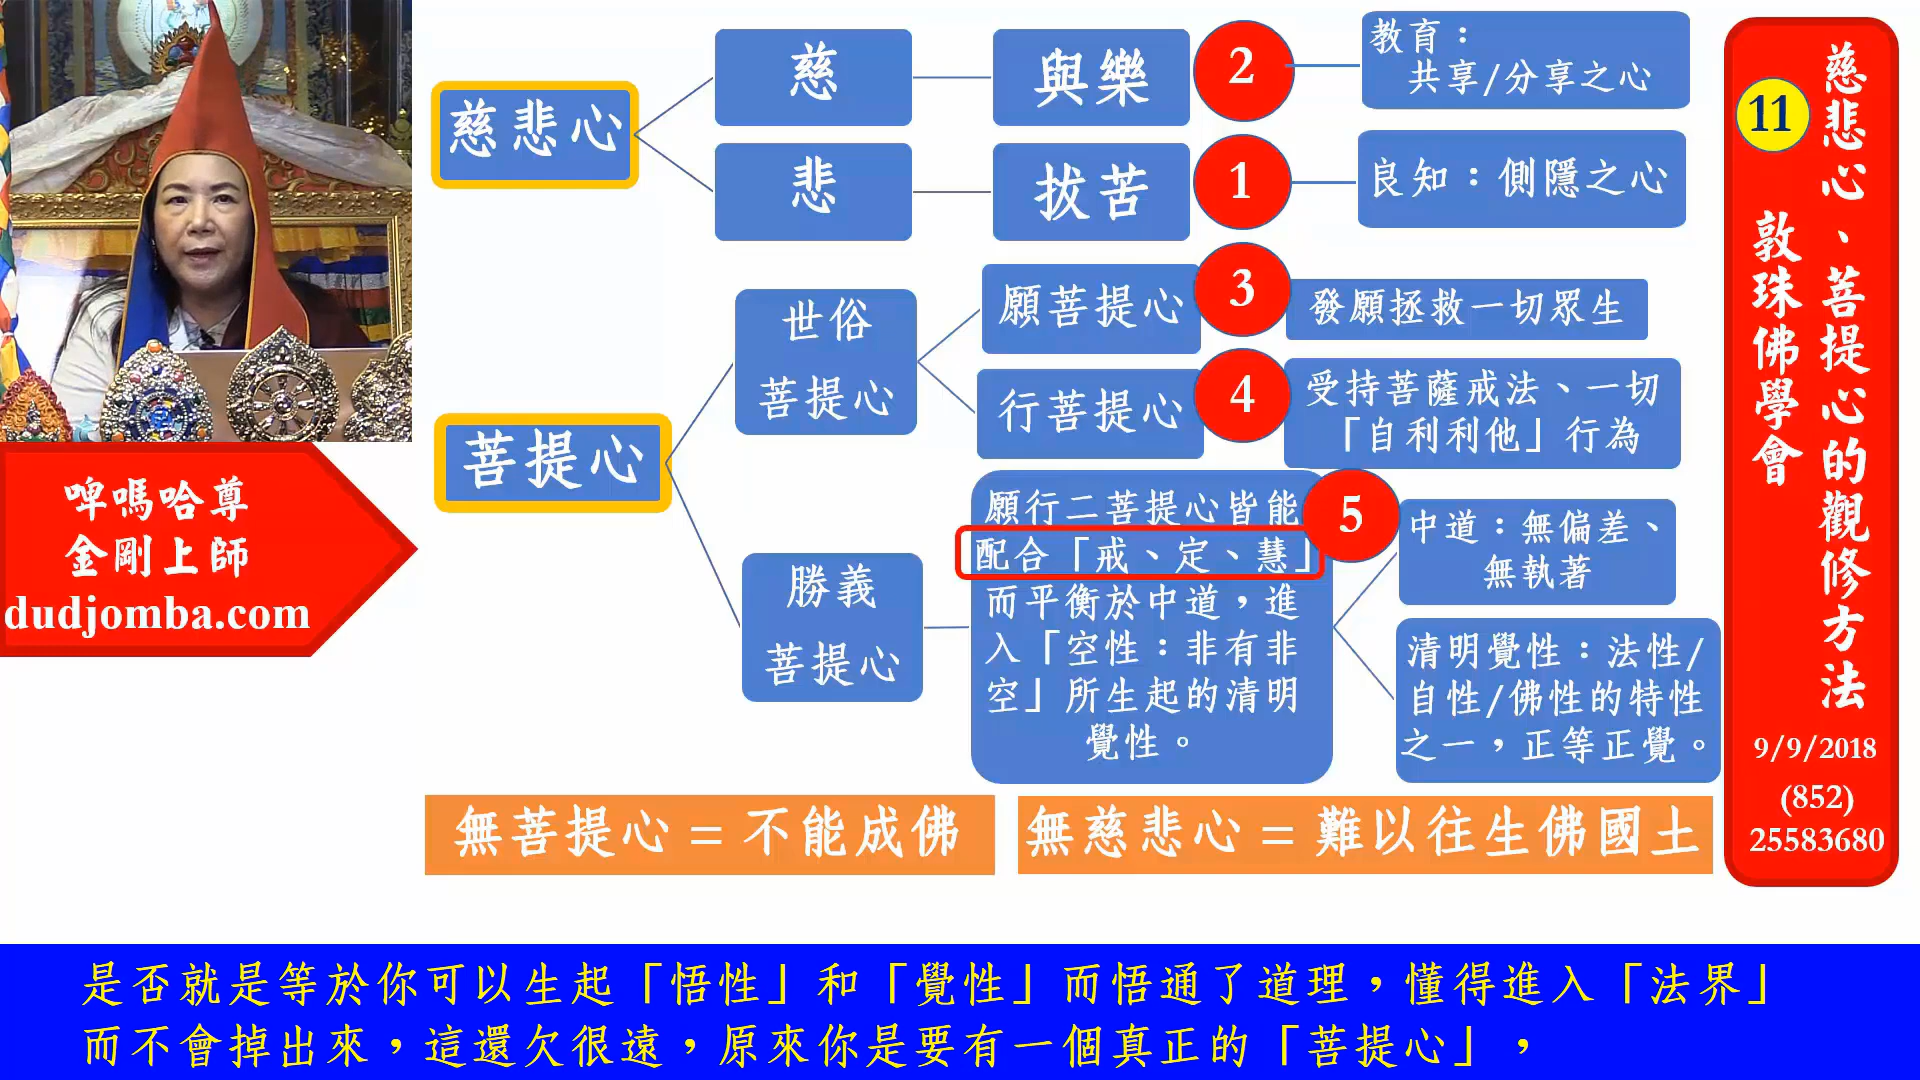 慈悲心
慈
與樂
2
教育：
共享/分享之心
悲
拔苦
1
良知：側隱之心
菩提心
世俗
菩提心
願菩提心
3
發願拯救一切眾生
行菩提心
4
受持菩薩戒法、一切
「自利利他」行為
勝義
菩提心
願行二菩提心皆能
配合「戒、定、慧」
而平衡於中道，進
入「空性：非有非
空」所生起的清明
覺性。
5
中道：無偏差、
無執著
清明覺性：法性/
自性/佛性的特性
之一，正等正覺。
無菩提心＝不能成佛
無慈悲心＝難以往生佛國土
慈悲心、菩提心的觀修方法
11
敦珠佛學會
9/9/2018
(852)
25583680
啤嗎哈尊
金剛上師
dudjomba.com
是否就是等於你可以生起「悟性」和「覺性」而悟通了道理，懂得進入「法界」
而不會掉出來，這還欠很遠，原來你是要有一個真正的「菩提心」，